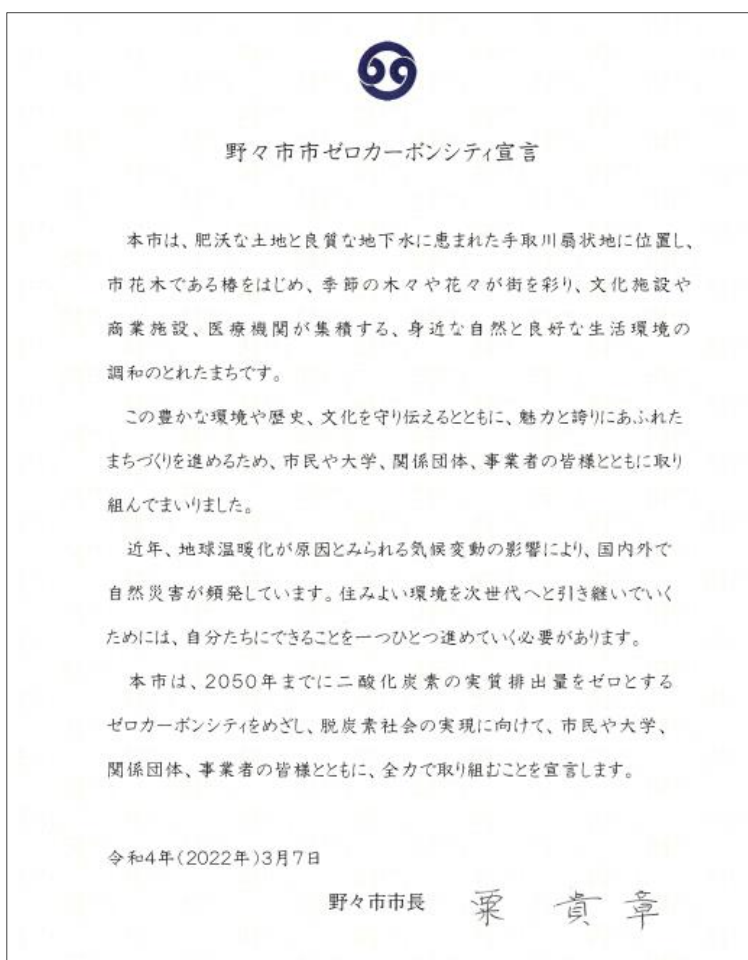 野々市市ゼロカーボンシティ宣言
本市は、肥沃な土地と良質な地下水に恵まれた手取川扇状地に位置し、
市花木である椿をはじめ、季節の木々や花々が街を彩り、文化施設や
商業施設、医療機関が集積する、身近な自然と良好な生活環境の
調和のとれたまちです。
この豊かな環境や歴史、文化を守り伝えるとともに、魅力と誇りにあふれた
まちづくりを進めるため、市民や大学、関係団体、事業者の皆様とともに取り
組んでまいりました。
近年、地球温暖化が原因とみられる気候変動の影響により、国内外で
自然災害が頻発しています。住みよい環境を次世代へと引き継いでいく
ためには、自分たちにできることを一つひとつ進めていく必要があります。
本市は、2050年までに二酸化炭素の実質排出量をゼロとする
ゼロカーボンシティをめざし、脱炭素社会の実現に向けて、市民や大学、
関係団体、事業者の皆様とともに、全力で取り組むことを宣言します。
令和4年(2022年)3月7日
野々市市長 粟 貴章